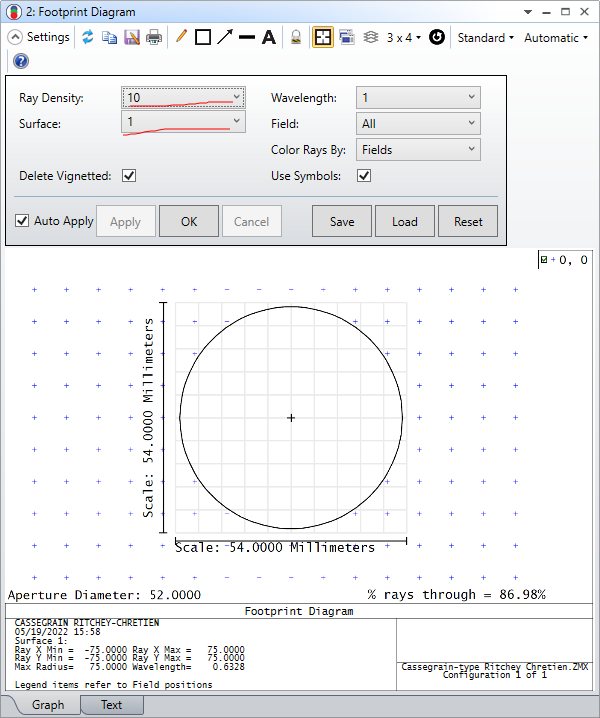 2: Footprint Diagram
Settings
3 x 4
Standard
Automatic
Ray Density: 10
Wavelength: 1
Surface: 1
Field: All
Color Rays By: Fields
Delete Vignetted:
Use Symbols:
Auto Apply
Apply
OK
Cancel
Save
Load
Reset
+ 0, 0
Scale: 54.0000 Millimeters
Scale: 54.0000 Millimeters
Aperture Diameter: 52.0000
% rays through = 86.98%
Footprint Diagram
CASSEGRAIN RITCHEY-CHRETIEN
05/19/2022 15:58
Surface 1:
Ray X Min = -75.0000 Ray X Max = 75.0000
Ray Y Min = -75.0000 Ray Y Max = 75.0000
Max Radius= 75.0000 Wavelength= 0.6328
Legend items refer to Field positions
Cassegrain-type Ritchey Chretien.ZMX
Configuration 1 of 1
Graph
Text